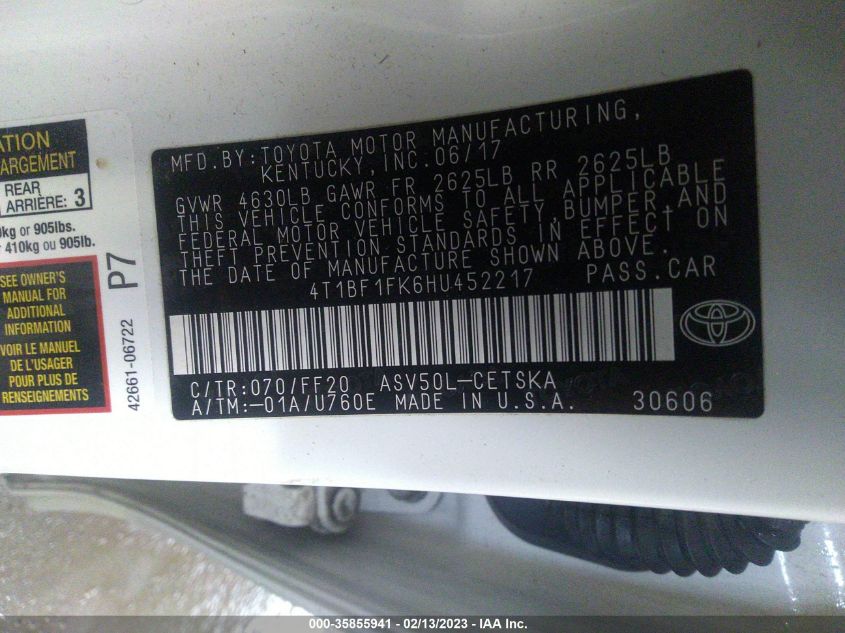 ATION
ARGEMENT
REAR
ARRIÈRE: 3
kg or 905lbs.
410kg ou 905lb.
SEE OWNER'S
MANUAL FOR
ADDITIONAL
INFORMATION
VOIR LE MANUEL
DE L'USAGER
POUR PLUS DE
RENSEIGNEMENTS
P7
42661-06722
MFD.BY:TOYOTA MOTOR MANUFACTURING,
KENTUCKY,INC.06/17
GVWR 4630LB GAWR FR 2625LB RR 2625LB
THIS VEHICLE CONFORMS TO ALL APPLICABLE
FEDERAL MOTOR VEHICLE SAFETY,BUMPER,AND
THEFT PREVENTION STANDARDS IN EFFECT ON
THE DATE OF MANUFACTURE SHOWN ABOVE.
4T1BF1FK6HU452217 PASS.CAR
C/TR:070/FF20 ASV50L-CETSKA
A/TM:-01A/U760E MADE IN U.S.A. 30606
© - 35855941 - 02/13/2023 - IAA Inc.